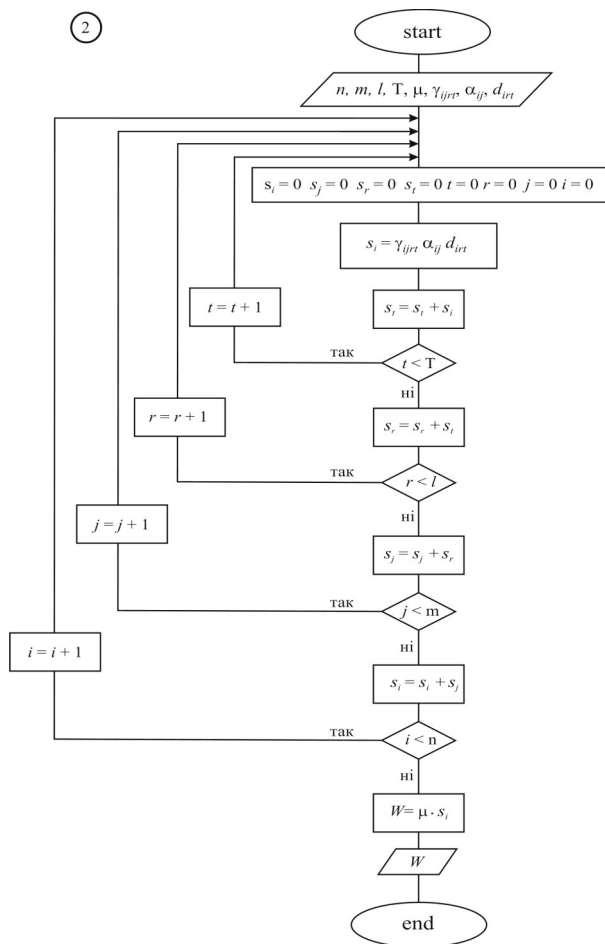 2
start
n, m, l, T, μ, γijrt, αij, dirt
si = 0 sj = 0 sr = 0 st = 0 t = 0 r = 0 j = 0 i = 0
si = γijrt αij dirt
t = t + 1
st = st + si
так
t < T
ні
r = r + 1
sr = sr + st
так
r < l
ні
j = j + 1
sj = sj + sr
так
j < m
ні
i = i + 1
si = si + sj
так
i < n
ні
W = μ · si
W
end